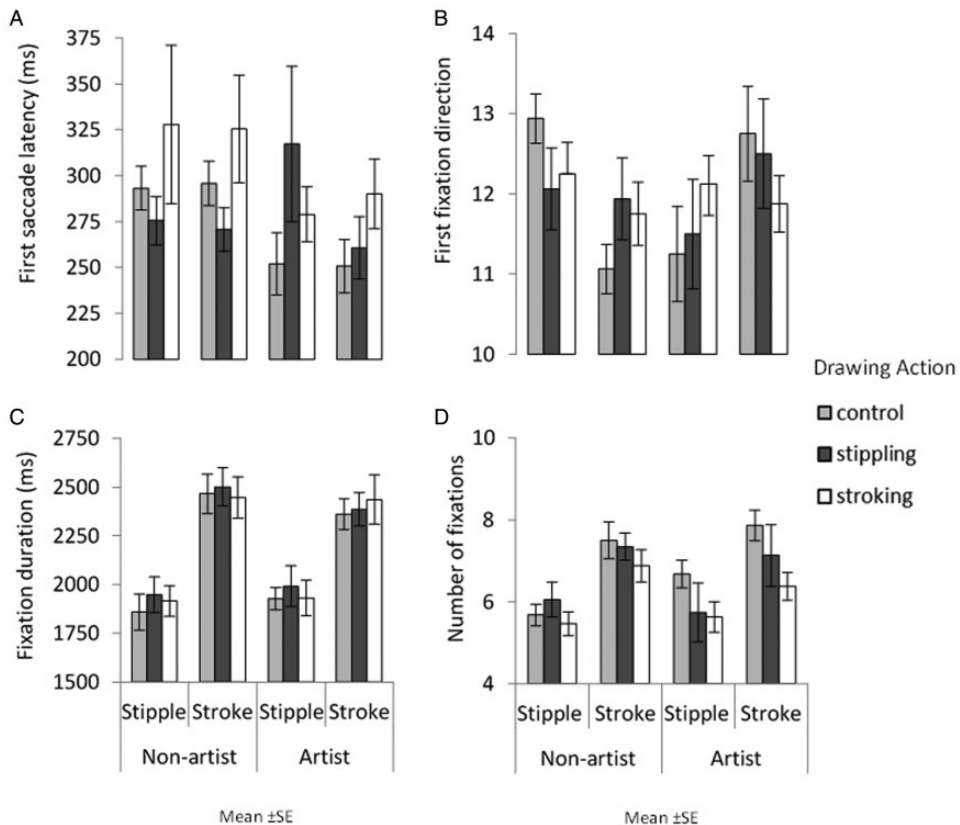 A
First saccade latency (ms)
375
350
325
300
275
250
225
200
B
First fixation direction
14
13
12
11
10
Drawing Action
control
stippling
stroking
C
Fixation duration (ms)
2750
2500
2250
2000
1750
1500
Stipple Stroke Stipple Stroke
Non-artist Artist
Mean ±SE
D
Number of fixations
10
8
6
4
Stipple Stroke Stipple Stroke
Non-artist Artist
Mean ±SE